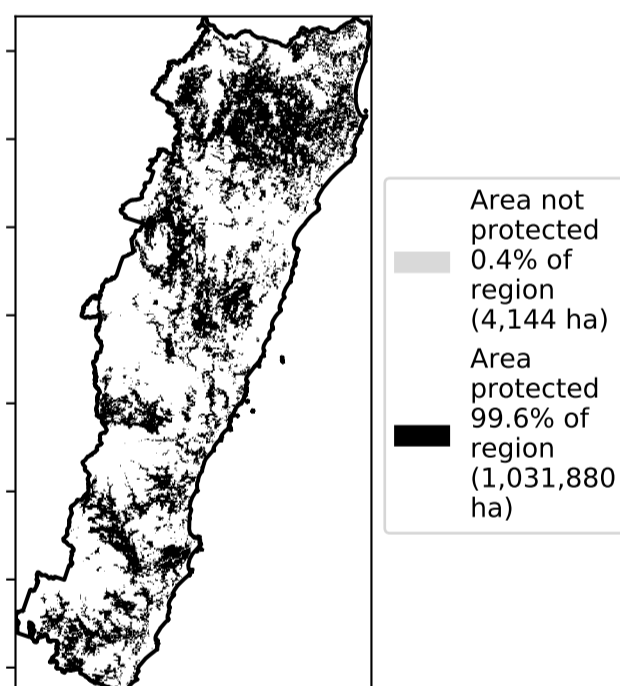 Area not
protected
0.4% of
region
(4,144 ha)
Area
protected
99.6% of
region
(1,031,880
ha)